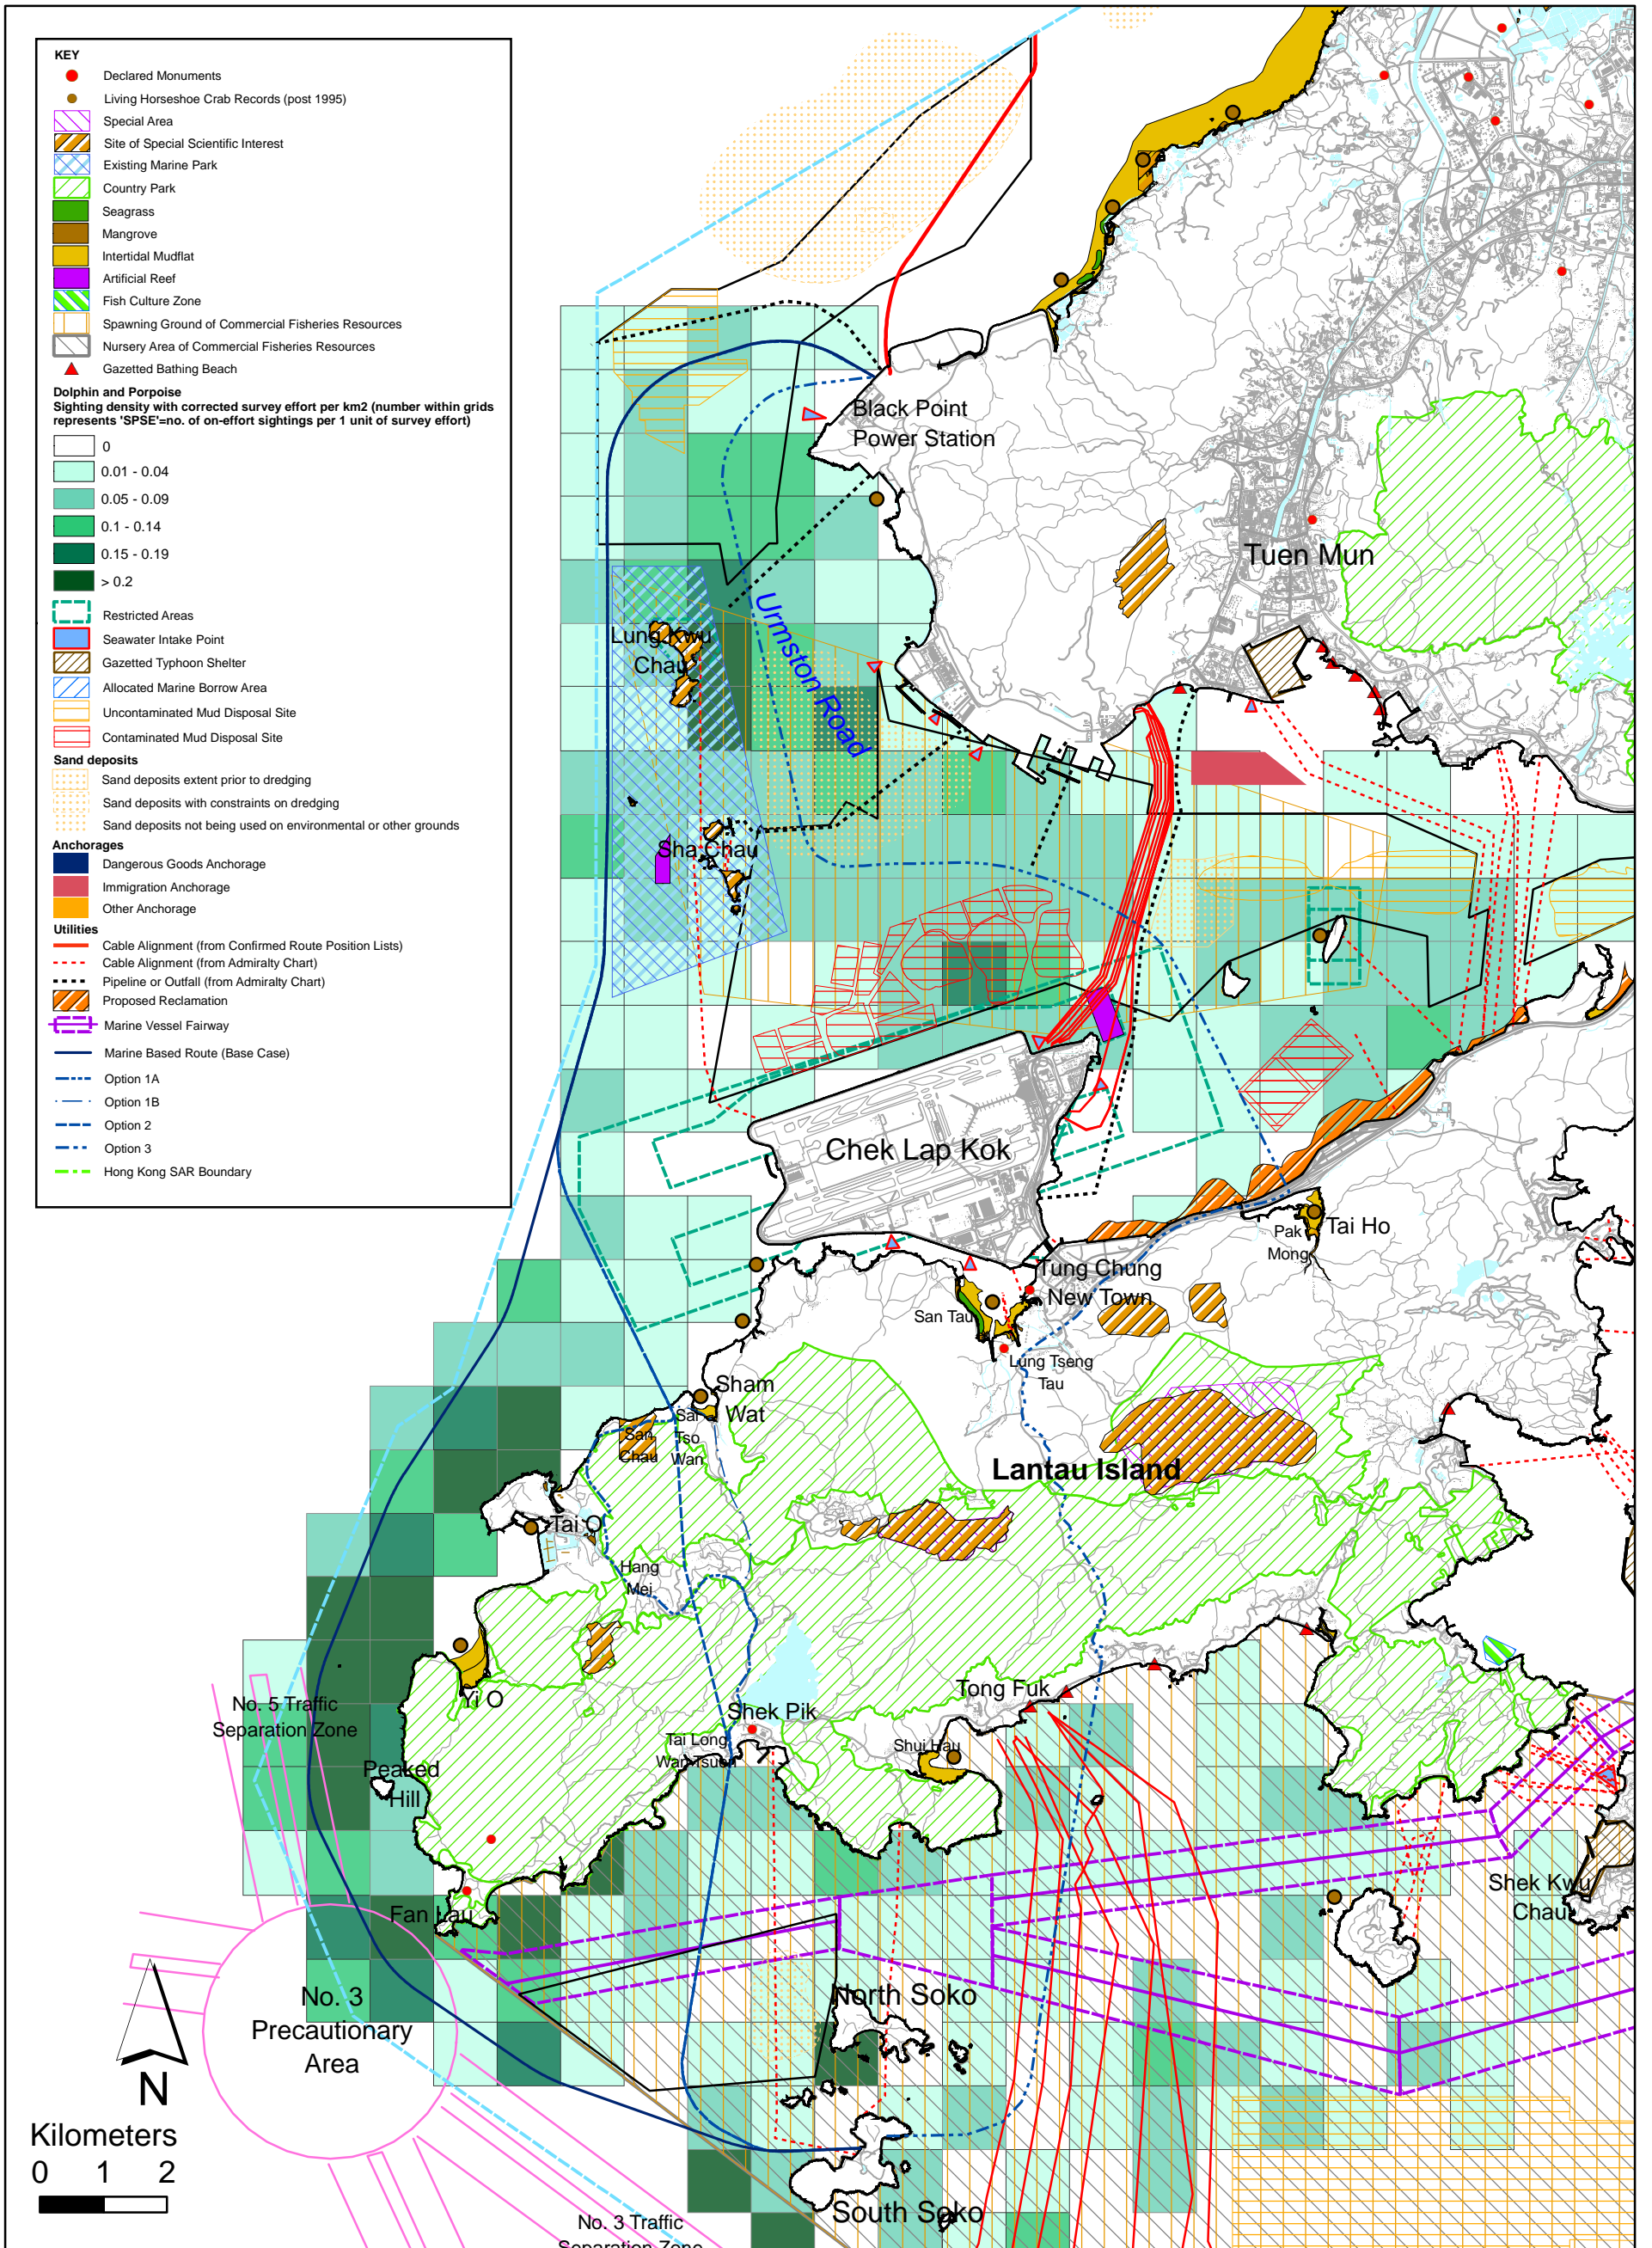 KEY
Declared Monuments
Living Horseshoe Crab Records (post 1995)
Special Area
Site of Special Scientific Interest
Existing Marine Park
Country Park
Seagrass
Mangrove
Intertidal Mudflat
Artificial Reef
Fish Culture Zone
Spawning Ground of Commercial Fisheries Resources
Nursery Area of Commercial Fisheries Resources
Gazetted Bathing Beach
Dolphin and Porpoise
Sighting density with corrected survey effort per km2 (number within grids
represents 'SPSE'=no. of on-effort sightings per 1 unit of survey effort)
0
0.01 - 0.04
0.05 - 0.09
0.1 - 0.14
0.15 - 0.19
> 0.2
Restricted Areas
Seawater Intake Point
Gazetted Typhoon Shelter
Allocated Marine Borrow Area
Uncontaminated Mud Disposal Site
Contaminated Mud Disposal Site
Sand deposits
Sand deposits extent prior to dredging
Sand deposits with constraints on dredging
Sand deposits not being used on environmental or other grounds
Anchorages
Dangerous Goods Anchorage
Immigration Anchorage
Other Anchorage
Utilities
Cable Alignment (from Confirmed Route Position Lists)
Cable Alignment (from Admiralty Chart)
Pipeline or Outfall (from Admiralty Chart)
Proposed Reclamation
Marine Vessel Fairway
Marine Based Route (Base Case)
Option 1A
Option 1B
Option 2
Option 3
Hong Kong SAR Boundary
Black Point
Power Station
Tuen Mun
Urmston Road
Lung Kwu
Chau
Sha Chau
Chek Lap Kok
Pak
Mong
Tai Ho
Tung Chung
New Town
San Tau
Lung Tseng
Tau
Sham
Wat
Sai
Tso
Wan
San
Chau
Lantau Island
Tai O
Hang
Mei
Yi O
No. 5 Traffic
Separation Zone
Tong Fuk
Shek Pik
Tai Long
Wan Tsuen
Shui Hau
Peaked
Hill
Shek Kwu
Chau
Fan Lau
No. 3
Precautionary
Area
North Soko
South Soko
N
Kilometers
0 1 2
No. 3 Traffic
Separation Zone